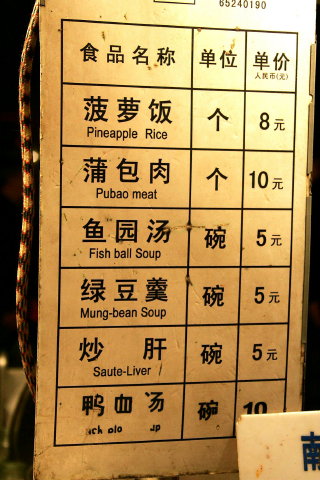 65240190
食品名称 单位 单价
人民币(元)
菠萝饭 个 8元
Pineapple Rice
蒲包肉 个 10元
Pubao meat
鱼园汤 碗 5元
Fish ball Soup
绿豆羹 碗 5元
Mung-bean Soup
炒肝 碗 5元
Saute-Liver
鸭血汤 碗 10
南